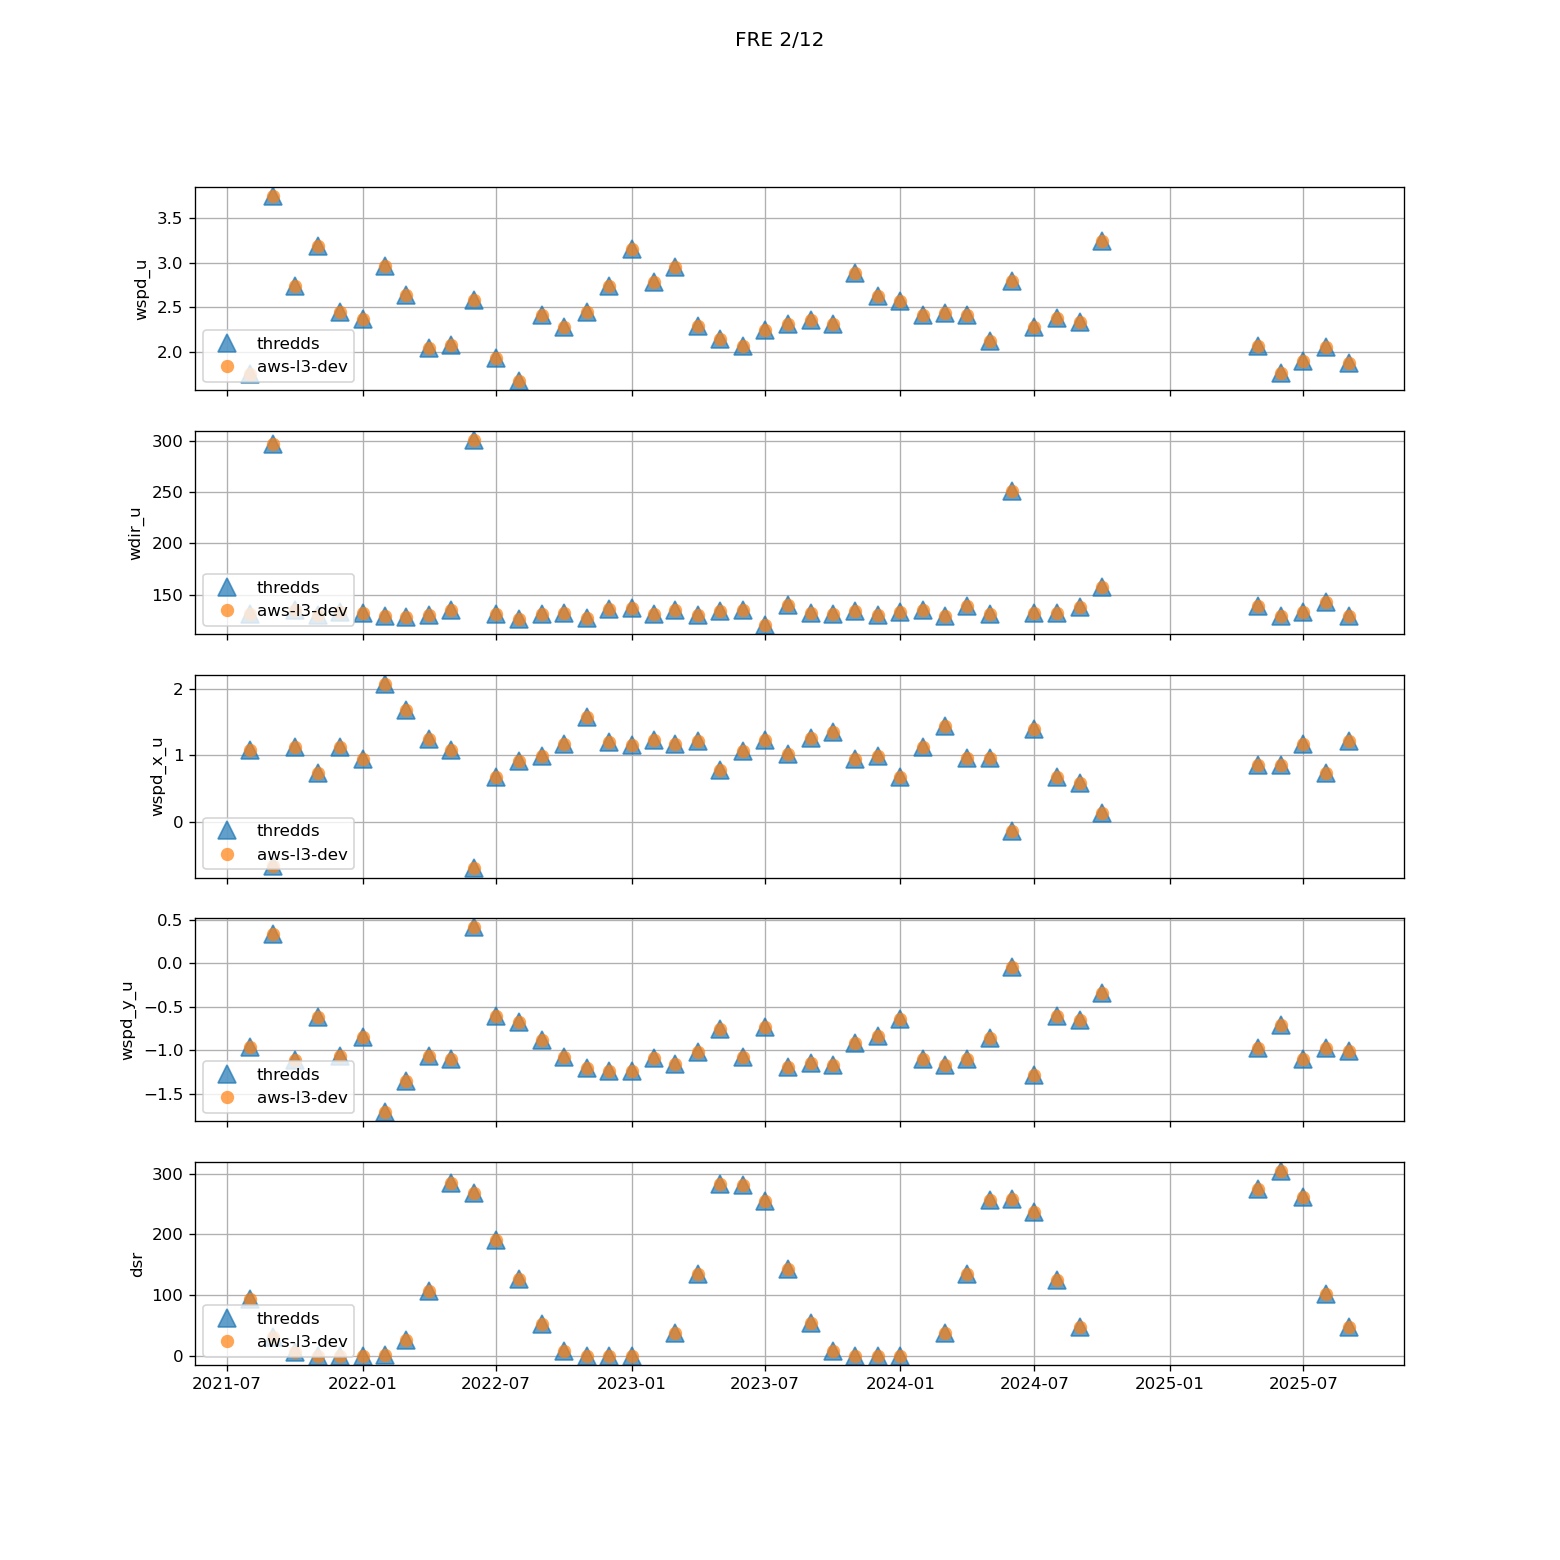 FRE 2/12
3.5
3.0
2.5
2.0
wspd_u
thredds
aws-l3-dev
300
250
200
150
wdir_u
thredds
aws-l3-dev
2
1
0
wspd_x_u
thredds
aws-l3-dev
0.5
0.0
−0.5
−1.0
−1.5
wspd_y_u
thredds
aws-l3-dev
300
200
100
0
dsr
thredds
aws-l3-dev
2021-07 2022-01 2022-07 2023-01 2023-07 2024-01 2024-07 2025-01 2025-07